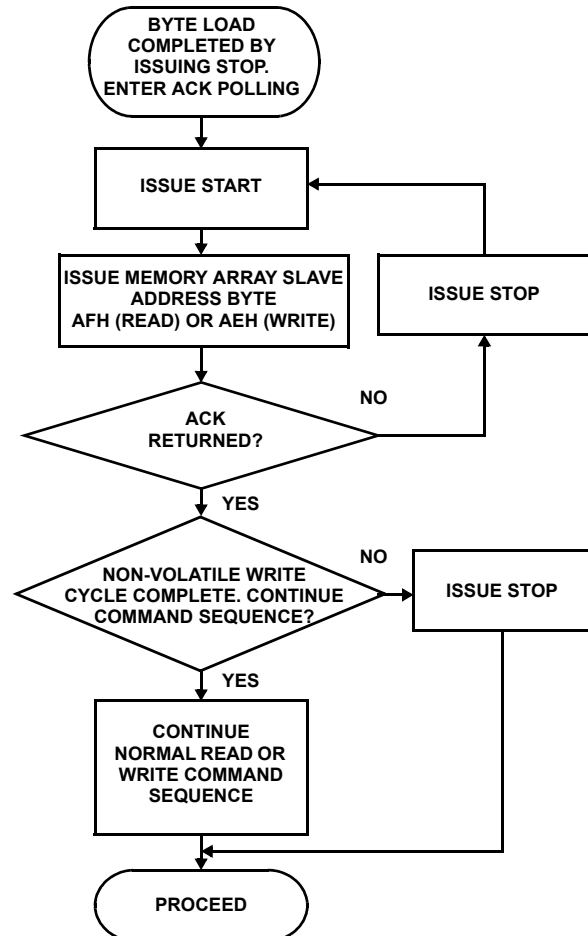 BYTE LOAD
COMPLETED BY
ISSUING STOP.
ENTER ACK POLLING
ISSUE START
ISSUE MEMORY ARRAY SLAVE
ADDRESS BYTE
AFH (READ) OR AEH (WRITE)
ISSUE STOP
ACK
RETURNED?
NO
YES
NON-VOLATILE WRITE
CYCLE COMPLETE. CONTINUE
COMMAND SEQUENCE?
NO
ISSUE STOP
YES
CONTINUE
NORMAL READ OR
WRITE COMMAND
SEQUENCE
PROCEED